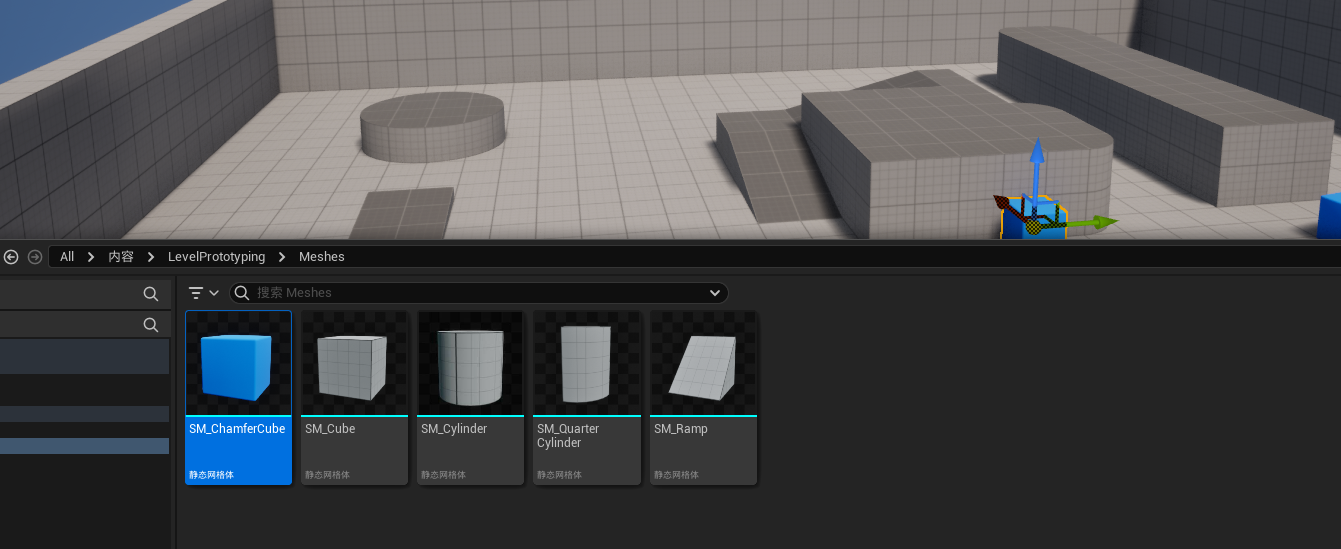 All
内容
LevelPrototyping
Meshes
搜索 Meshes
SM_ChamferCube
静态网格体
SM_Cube
静态网格体
SM_Cylinder
静态网格体
SM_Quarter
Cylinder
静态网格体
SM_Ramp
静态网格体